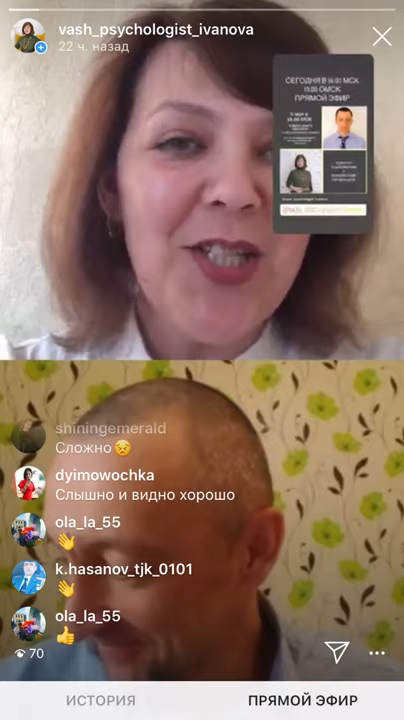 vash_psychologist_ivanova
22 ч. назад
СЕГОДНЯ В 16:00 МСК
19:00 ОМСК
ПРЯМОЙ ЭФИР
shiningemerald
Сложно😣
dyimowochka
Слышно и видно хорошо
ola_la_55
👋
k.hasanov_tjk_0101
👋
ola_la_55
👍
70
ИСТОРИЯ
ПРЯМОЙ ЭФИР